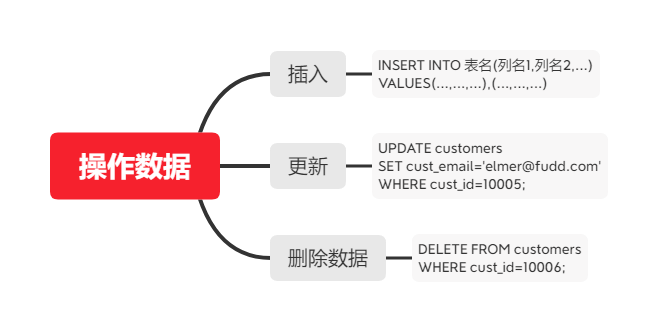 操作数据
插入
INSERT INTO 表名(列名1,列名2,...)
VALUES(...,...,...),(...,...,...)
更新
UPDATE customers
SET cust_email='elmer@fudd.com'
WHERE cust_id=10005;
删除数据
DELETE FROM customers
WHERE cust_id=10006;